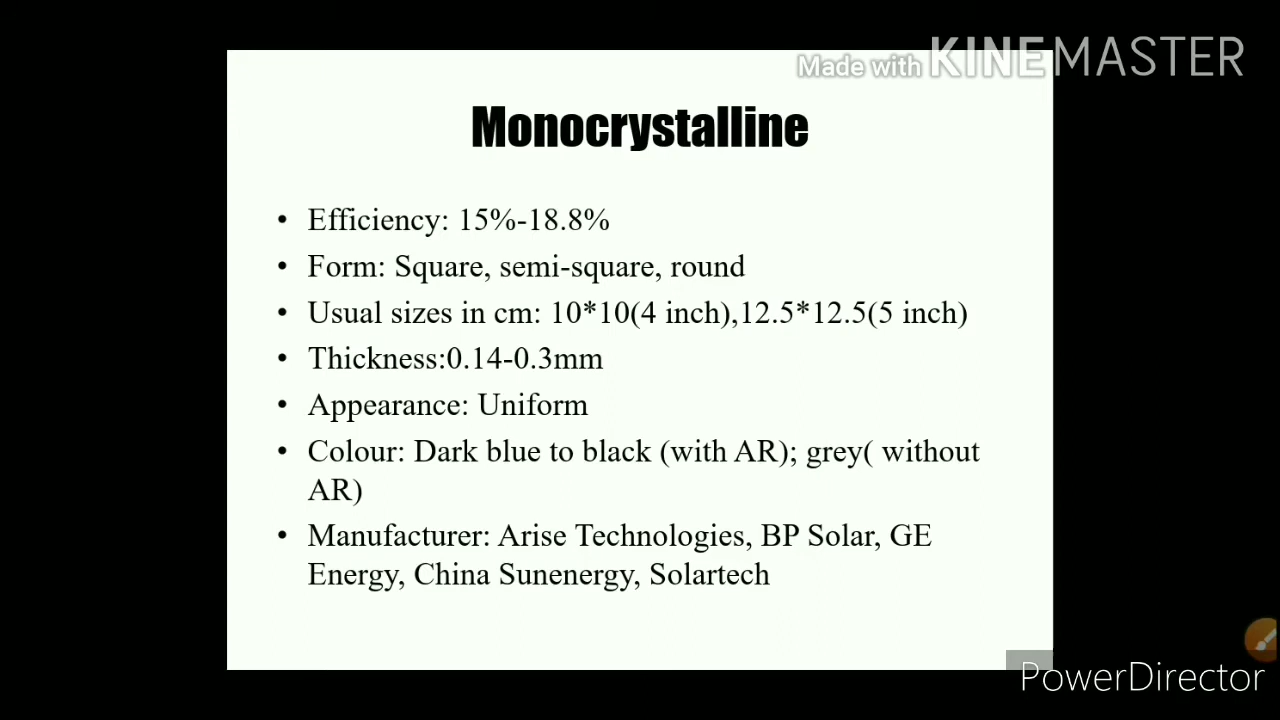 Made with KINEMASTER
Monocrystalline
• Efficiency: 15%-18.8%
• Form: Square, semi-square, round
• Usual sizes in cm: 10*10(4 inch),12.5*12.5(5 inch)
• Thickness:0.14-0.3mm
• Appearance: Uniform
• Colour: Dark blue to black (with AR); grey( without
AR)
• Manufacturer: Arise Technologies, BP Solar, GE
Energy, China Sunenergy, Solartech
PowerDirector